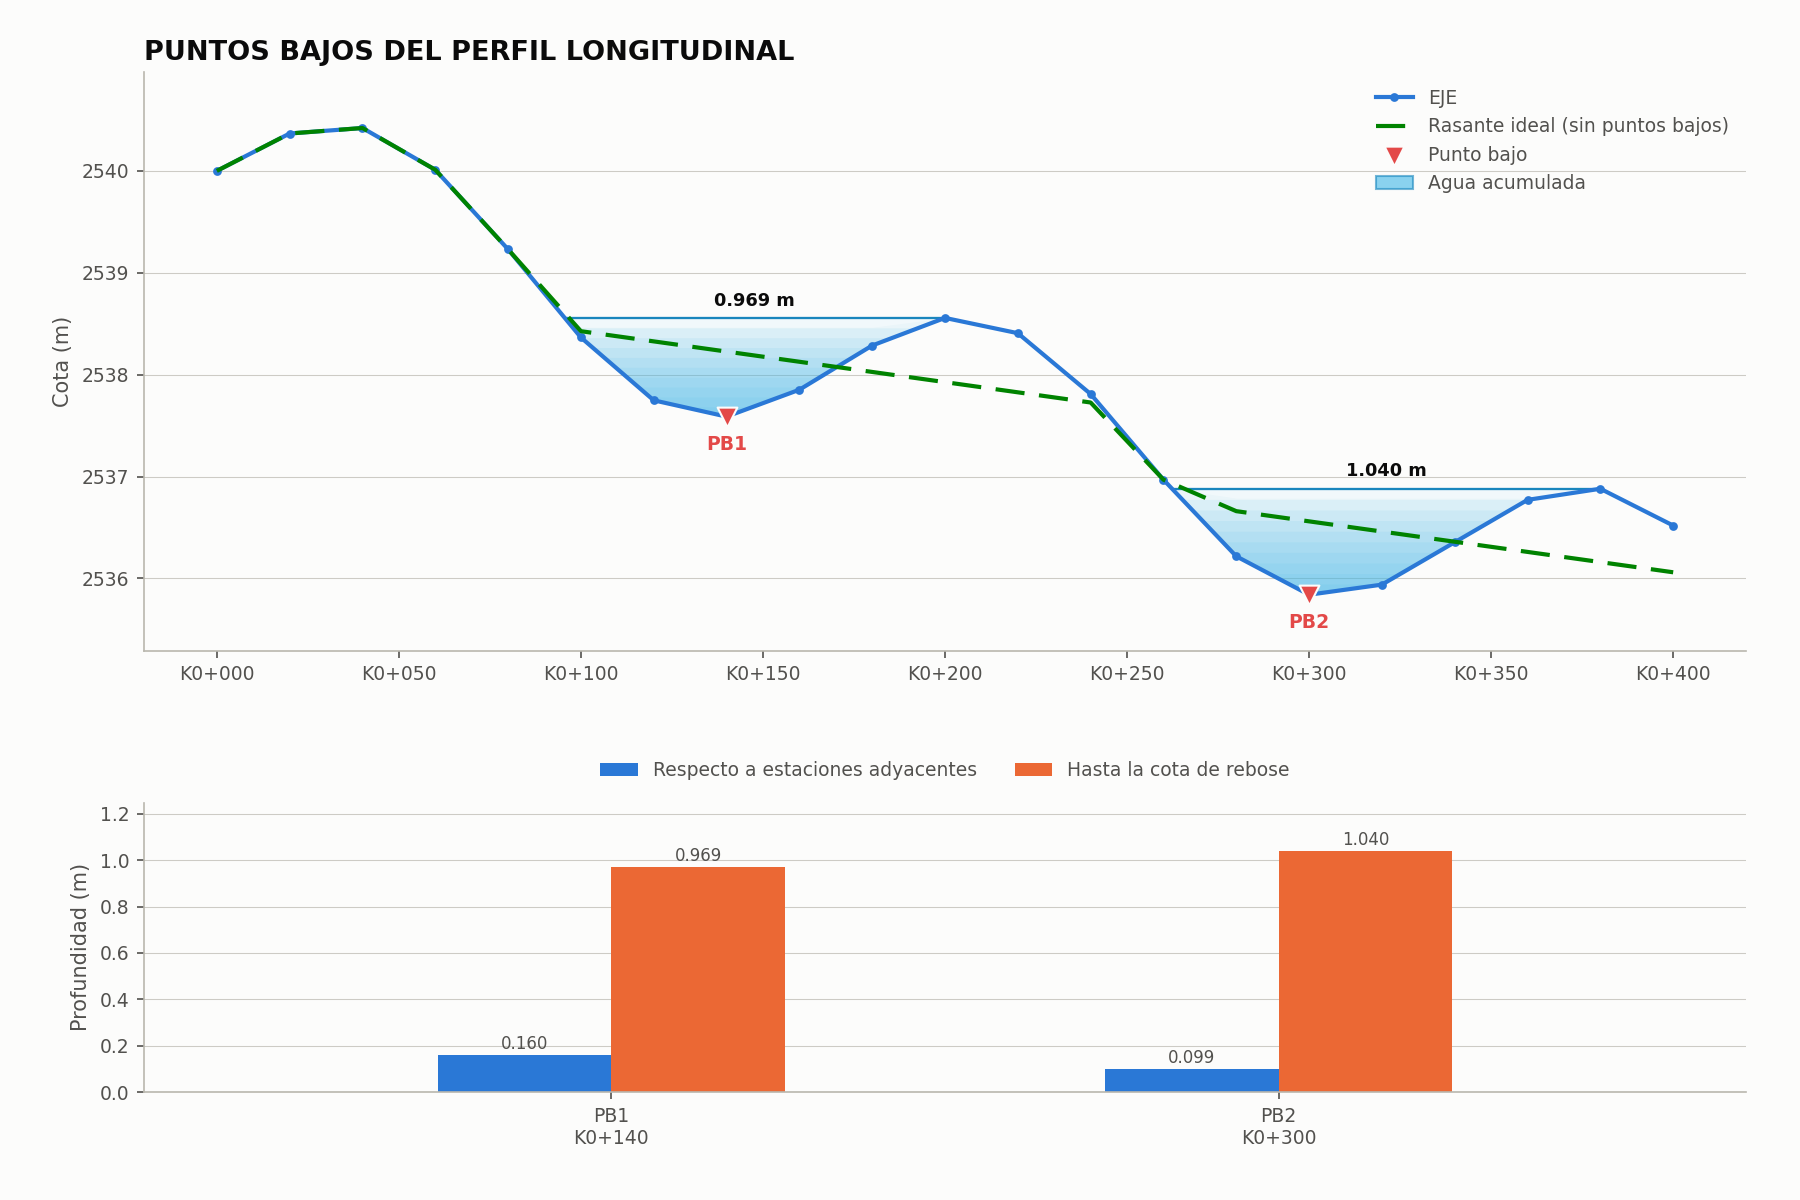 PUNTOS BAJOS DEL PERFIL LONGITUDINAL
EJE
Rasante ideal (sin puntos bajos)
Punto bajo
Agua acumulada
Cota (m)
2540
2539
2538
2537
2536
0.969 m
PB1
1.040 m
PB2
K0+000 K0+050 K0+100 K0+150 K0+200 K0+250 K0+300 K0+350 K0+400
Respecto a estaciones adyacentes Hasta la cota de rebose
Profundidad (m)
1.2
1.0
0.8
0.6
0.4
0.2
0.0
0.160
0.969
0.099
1.040
PB1
K0+140
PB2
K0+300